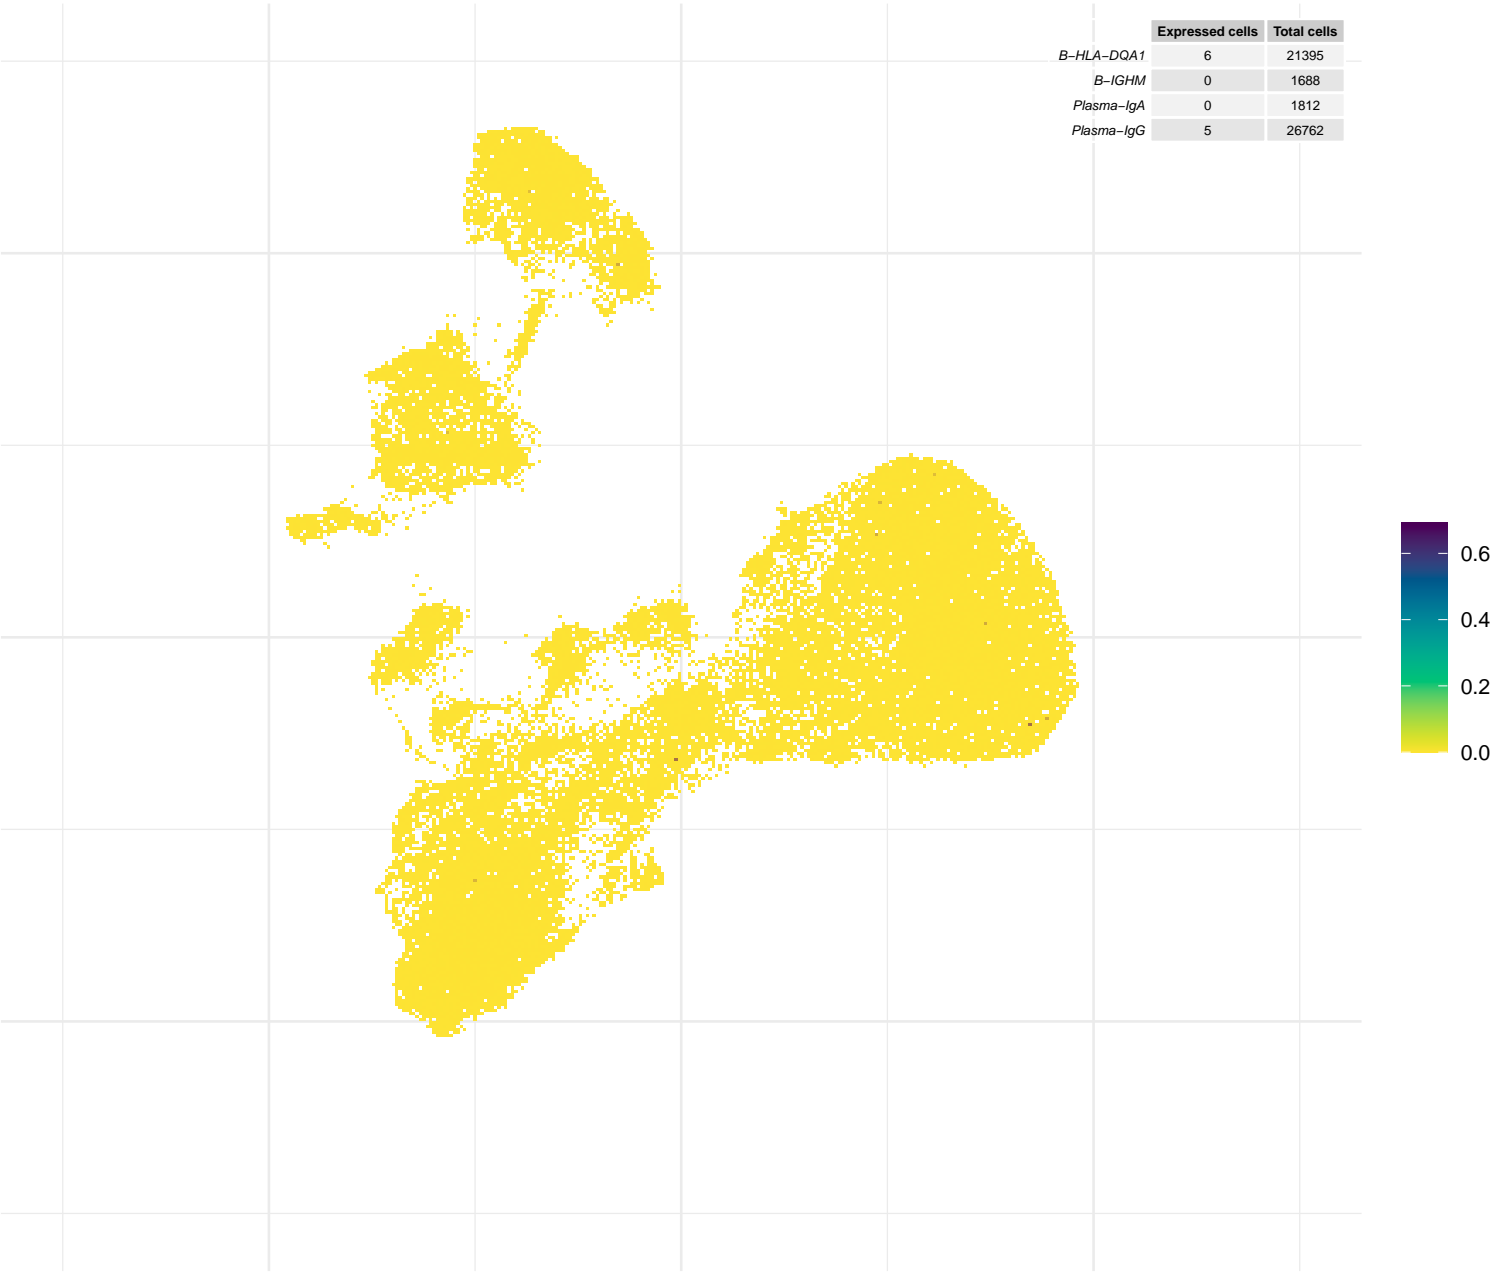 Expressed cells Total cells
B−HLA−DQA1 6 21395
B−IGHM 0 1688
Plasma−IgA 0 1812
Plasma−IgG 5 26762
0.6
0.4
0.2
0.0